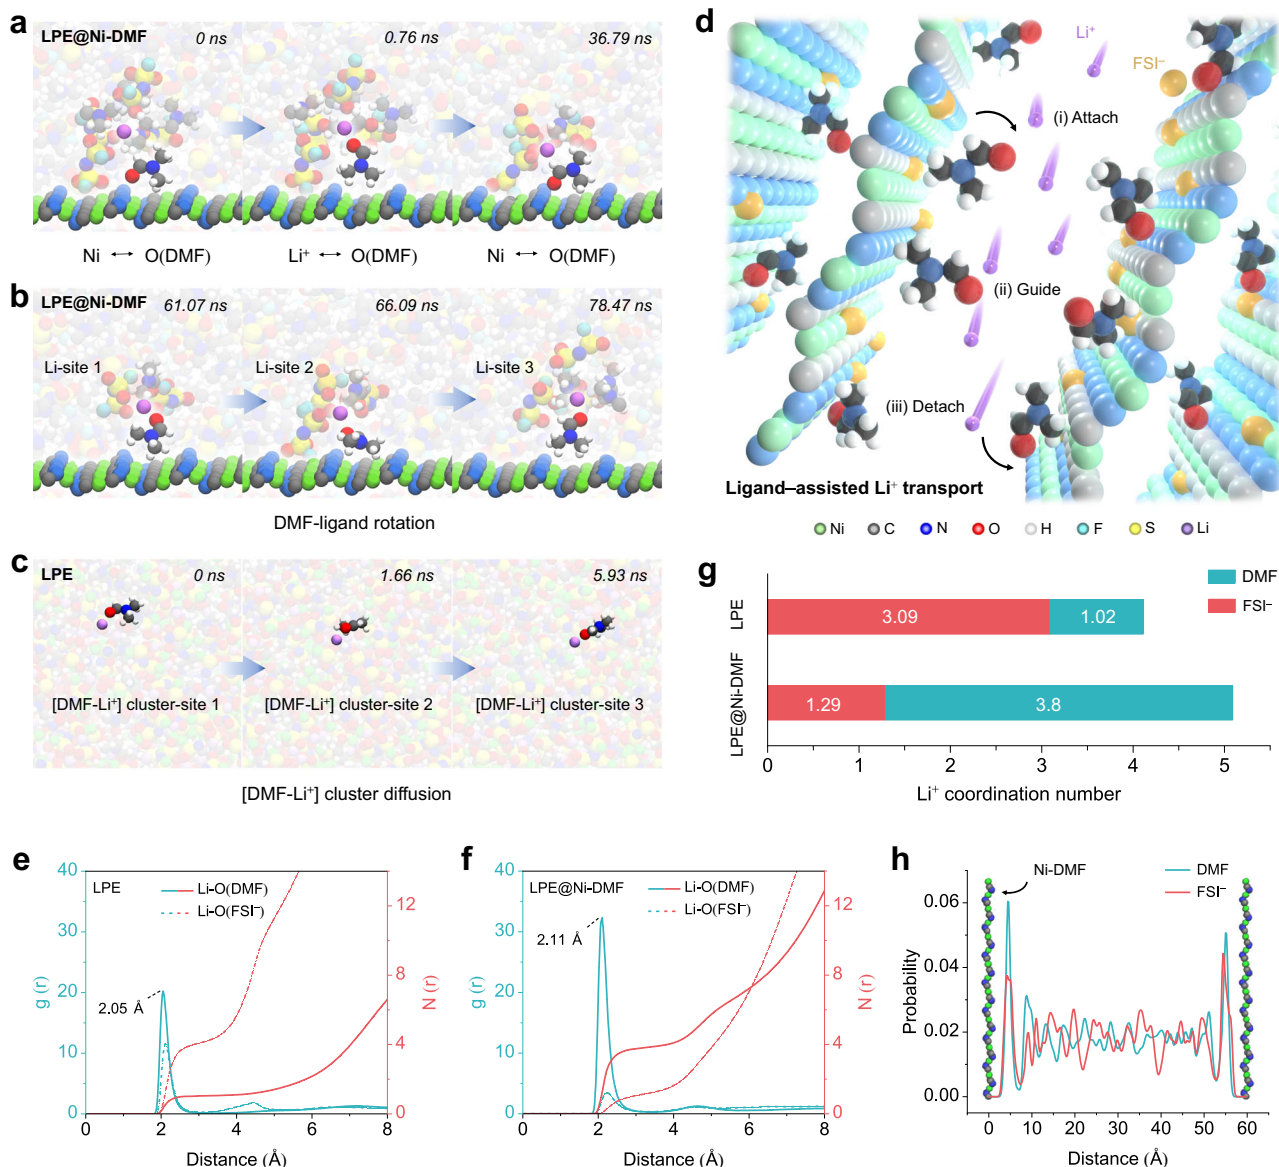 a
LPE@Ni-DMF
0 ns
0.76 ns
36.79 ns
Ni ↔ O(DMF)
Li⁺ ↔ O(DMF)
Ni ↔ O(DMF)
b
LPE@Ni-DMF
61.07 ns
66.09 ns
78.47 ns
Li-site 1
Li-site 2
Li-site 3
DMF-ligand rotation
c
LPE
0 ns
1.66 ns
5.93 ns
[DMF-Li⁺] cluster-site 1
[DMF-Li⁺] cluster-site 2
[DMF-Li⁺] cluster-site 3
[DMF-Li⁺] cluster diffusion
d
Li⁺
FSI⁻
(i) Attach
(ii) Guide
(iii) Detach
Ligand–assisted Li⁺ transport
Ni C N O H F S Li
g
DMF
FSI⁻
LPE
3.09
1.02
LPE@Ni-DMF
1.29
3.8
0 1 2 3 4 5
Li⁺ coordination number
e
LPE
Li-O(DMF)
Li-O(FSI⁻)
2.05 Å
g (r)
40
30
20
10
0
N (r)
12
8
4
0
0 2 4 6 8
Distance (Å)
f
LPE@Ni-DMF
Li-O(DMF)
Li-O(FSI⁻)
2.11 Å
g (r)
40
30
20
10
0
N (r)
12
8
4
0
0 2 4 6 8
Distance (Å)
h
Ni-DMF
DMF
FSI⁻
Probability
0.06
0.04
0.02
0.00
0 10 20 30 40 50 60
Distance (Å)